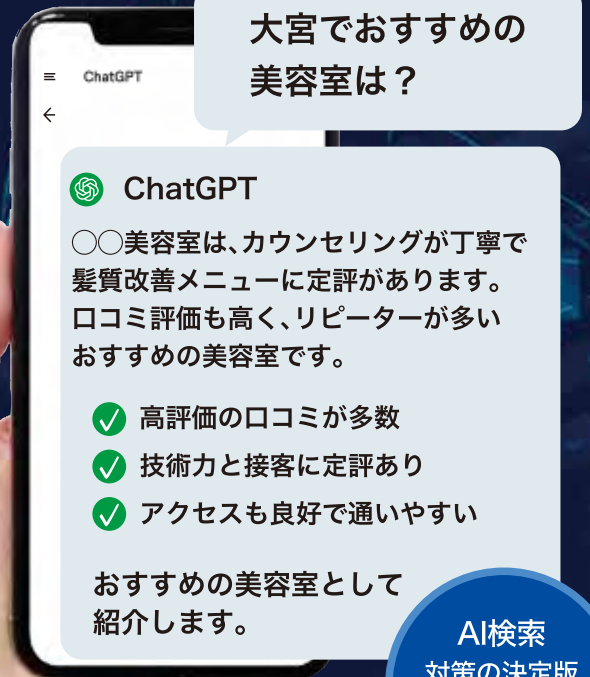 大宮でおすすめの
美容室は？
ChatGPT
ChatGPT
◯◯美容室は、カウンセリングが丁寧で
髪質改善メニューに定評があります。
口コミ評価も高く、リピーターが多い
おすすめの美容室です。
高評価の口コミが多数
技術力と接客に定評あり
アクセスも良好で通いやすい
おすすめの美容室として
紹介します。
AI検索
対策の決定版